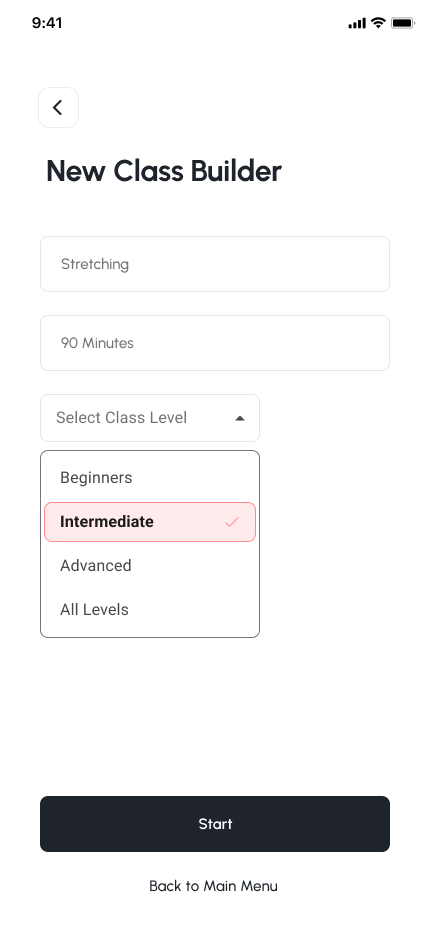 9:41
New Class Builder
Stretching
90 Minutes
Select Class Level
Beginners
Intermediate
Advanced
All Levels
Start
Back to Main Menu